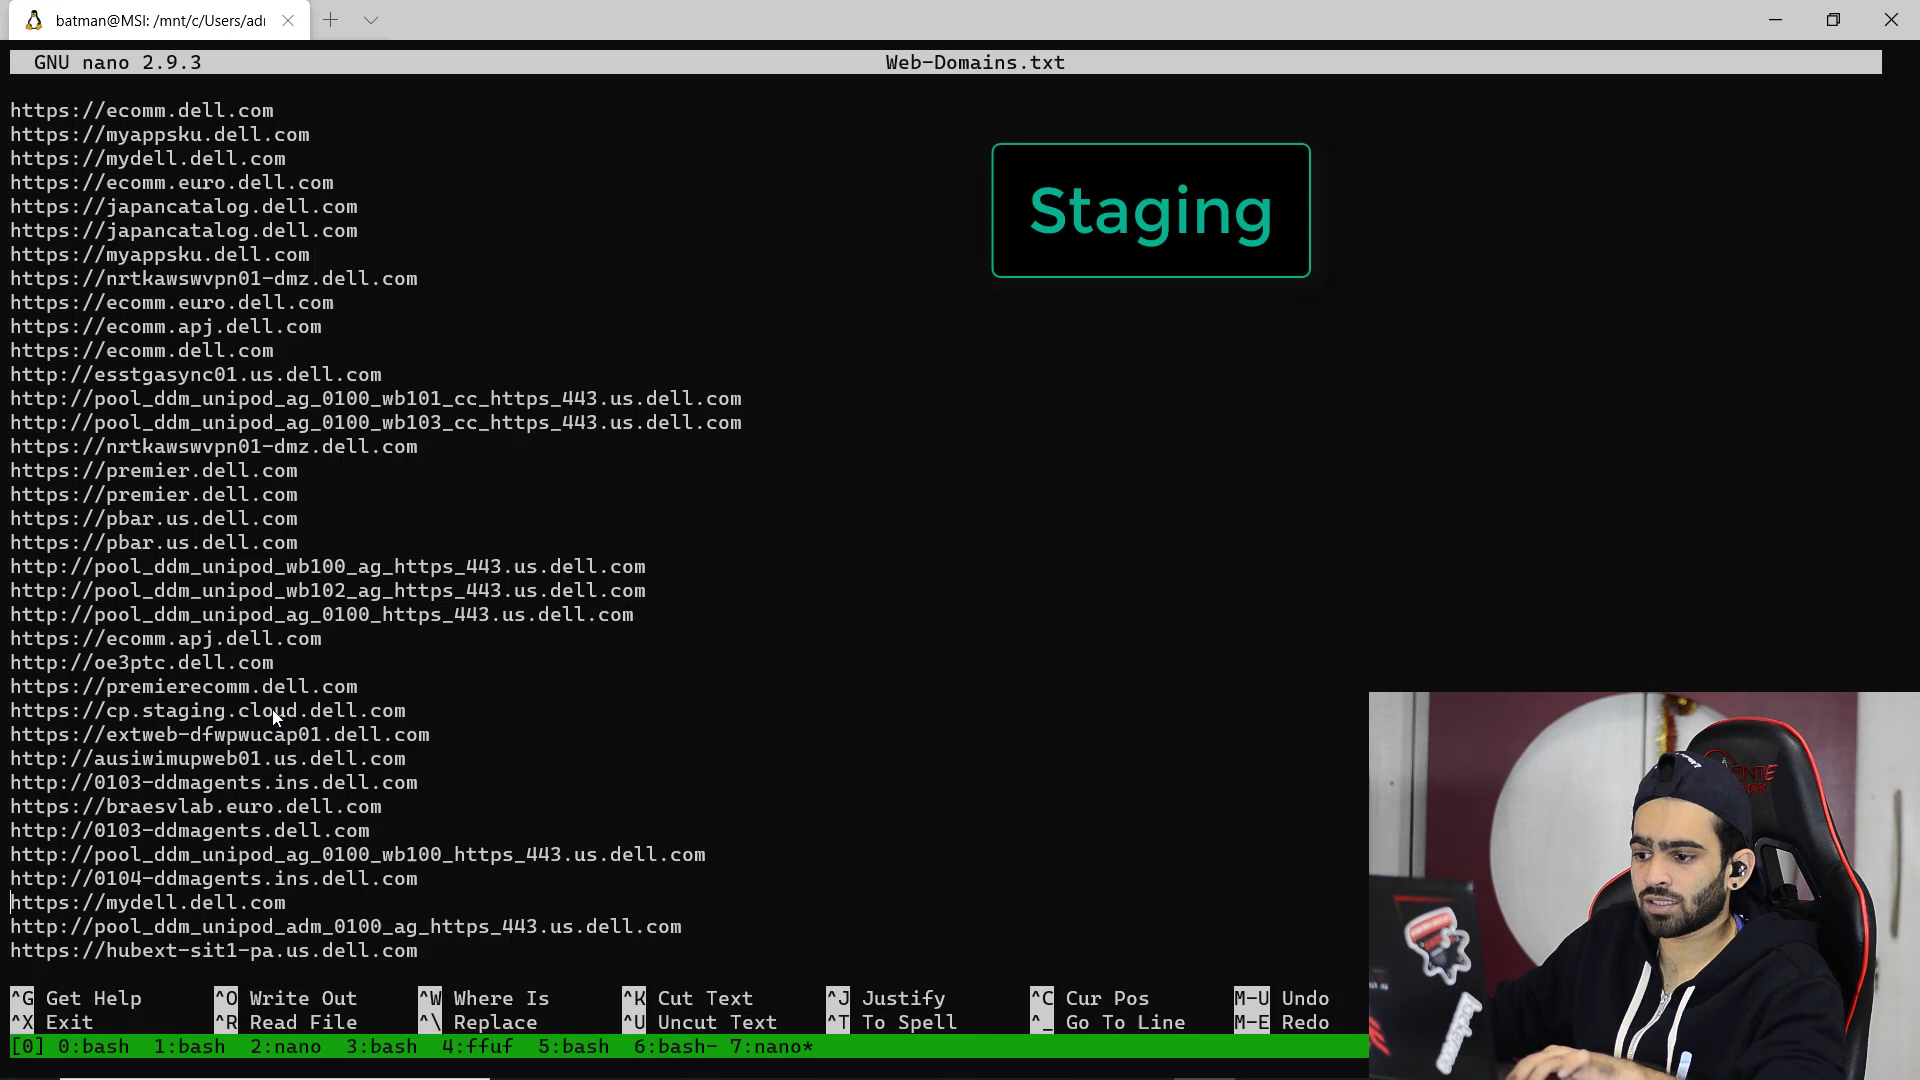 batman@MSI: /mnt/c/Users/adı
GNU nano 2.9.3 Web-Domains.txt
https://ecomm.dell.com
https://myappsku.dell.com
https://mydell.dell.com
https://ecomm.euro.dell.com
https://japancatalog.dell.com
https://japancatalog.dell.com
https://myappsku.dell.com
https://nrtkawswvpn01-dmz.dell.com
https://ecomm.euro.dell.com
https://ecomm.apj.dell.com
https://ecomm.dell.com
http://esstgasync01.us.dell.com
http://pool_ddm_unipod_ag_0100_wb101_cc_https_443.us.dell.com
http://pool_ddm_unipod_ag_0100_wb103_cc_https_443.us.dell.com
https://nrtkawswvpn01-dmz.dell.com
https://premier.dell.com
https://premier.dell.com
https://pbar.us.dell.com
https://pbar.us.dell.com
http://pool_ddm_unipod_wb100_ag_https_443.us.dell.com
http://pool_ddm_unipod_wb102_ag_https_443.us.dell.com
http://pool_ddm_unipod_ag_0100_https_443.us.dell.com
https://ecomm.apj.dell.com
http://oe3ptc.dell.com
https://premierecomm.dell.com
https://cp.staging.cloud.dell.com
https://extweb-dfwpwucap01.dell.com
http://ausiwimupweb01.us.dell.com
http://0103-ddmagents.ins.dell.com
https://braesvlab.euro.dell.com
http://0103-ddmagents.dell.com
http://pool_ddm_unipod_ag_0100_wb100_https_443.us.dell.com
http://0104-ddmagents.ins.dell.com
https://mydell.dell.com
http://pool_ddm_unipod_adm_0100_ag_https_443.us.dell.com
https://hubext-sit1-pa.us.dell.com
Staging
^G Get Help ^O Write Out ^W Where Is ^K Cut Text ^J Justify ^C Cur Pos M-U Undo
^X Exit ^R Read File ^\ Replace ^U Uncut Text ^T To Spell ^_ Go To Line M-E Redo
[0] 0:bash 1:bash 2:nano 3:bash 4:ffuf 5:bash 6:bash- 7:nano*